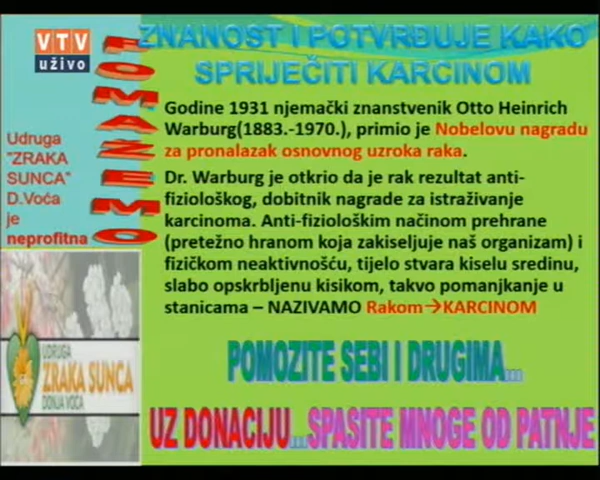 VTV
uživo
POMAŽEMO
ZNANOST I POTVRĐUJE KAKO
SPRIJEČITI KARCINOM
Godine 1931 njemački znanstvenik Otto Heinrich
Warburg(1883.-1970.), primio je Nobelovu nagradu
za pronalazak osnovnog uzroka raka.
Dr. Warburg je otkrio da je rak rezultat anti-
fiziološkog, dobitnik nagrade za istraživanje
karcinoma. Anti-fiziološkim načinom prehrane
(pretežno hranom koja zakiseljuje naš organizam) i
fizičkom neaktivnošću, tijelo stvara kiselu sredinu,
slabo opskrbljenu kisikom, takvo pomanjkanje u
stanicama – NAZIVAMO Rakom→KARCINOM
Udruga
"ZRAKA
SUNCA"
D.Voća
je
neprofitna
UDRUGA
ZRAKA SUNCA
DONJA VOĆA
POMOZITE SEBI I DRUGIMA...
UZ DONACIJU...SPASITE MNOGE OD PATNJE